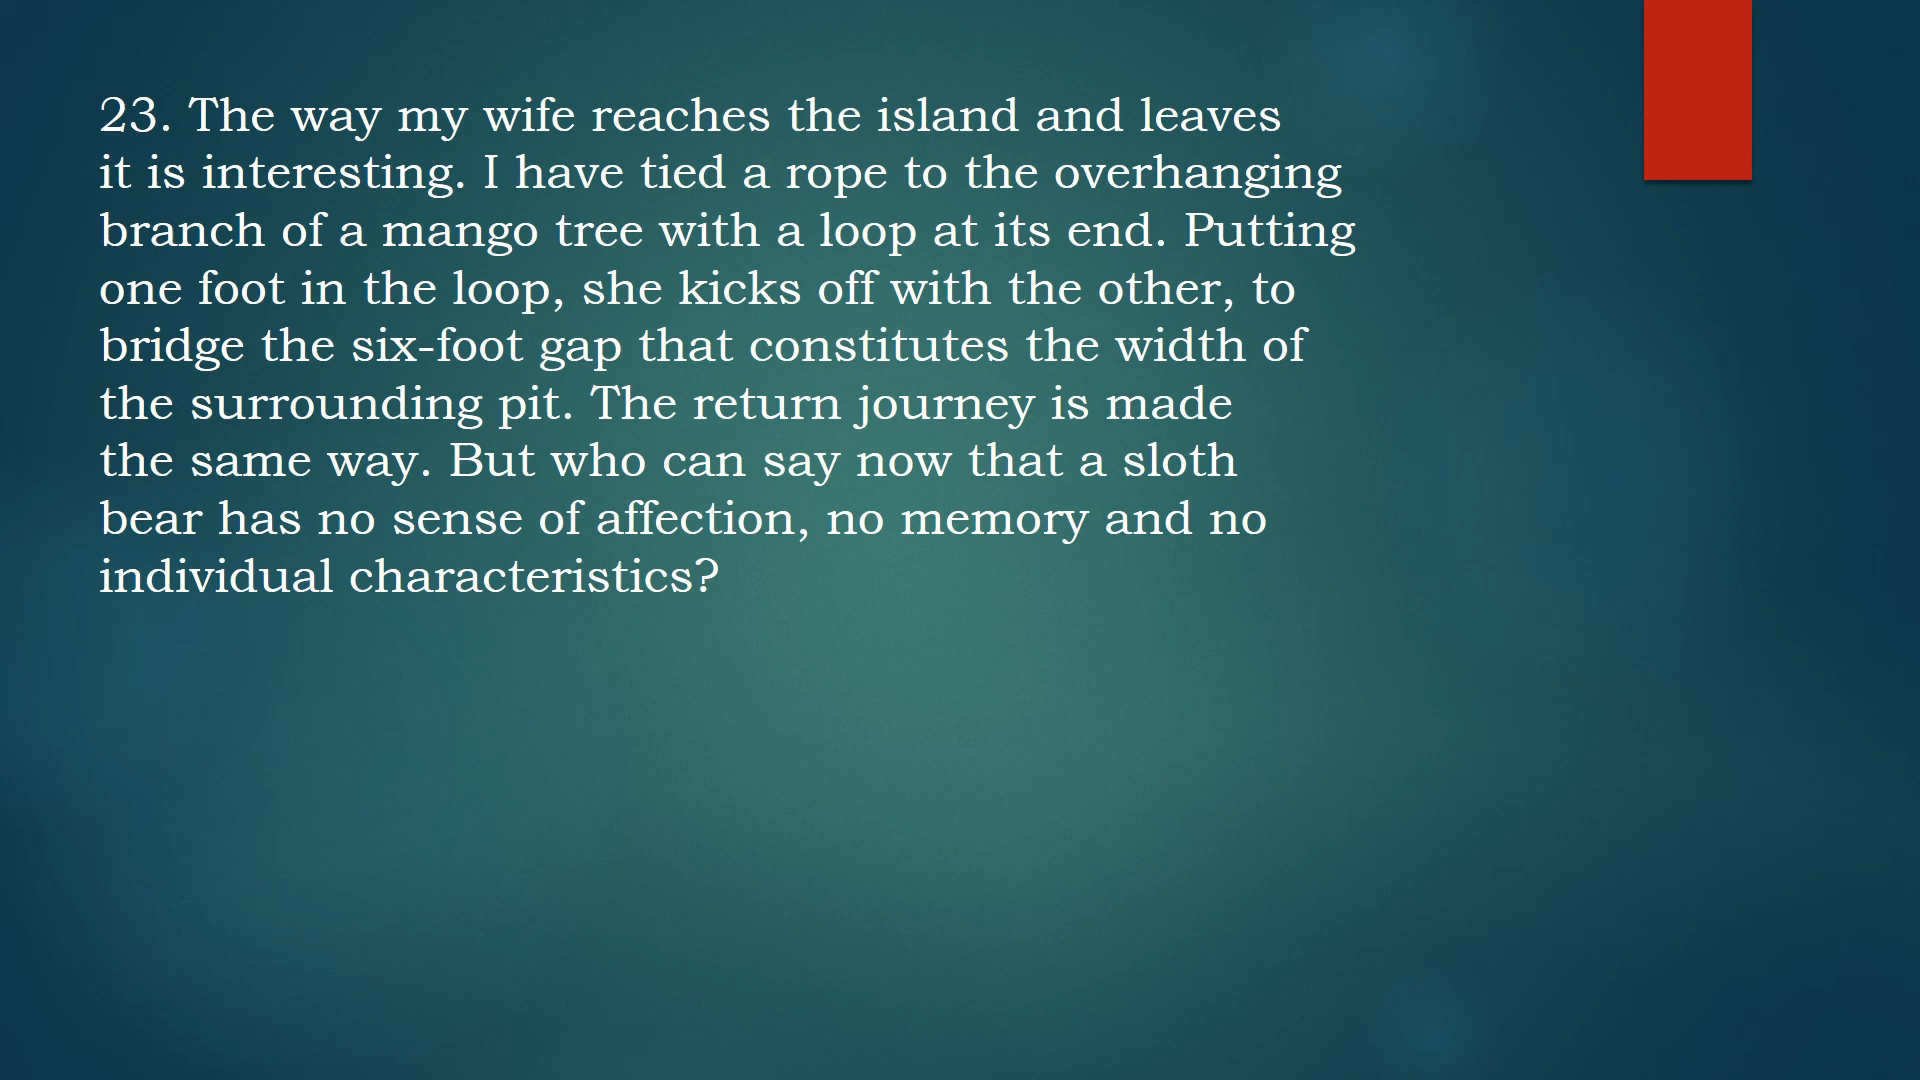 23. The way my wife reaches the island and leaves
it is interesting. I have tied a rope to the overhanging
branch of a mango tree with a loop at its end. Putting
one foot in the loop, she kicks off with the other, to
bridge the six-foot gap that constitutes the width of
the surrounding pit. The return journey is made
the same way. But who can say now that a sloth
bear has no sense of affection, no memory and no
individual characteristics?